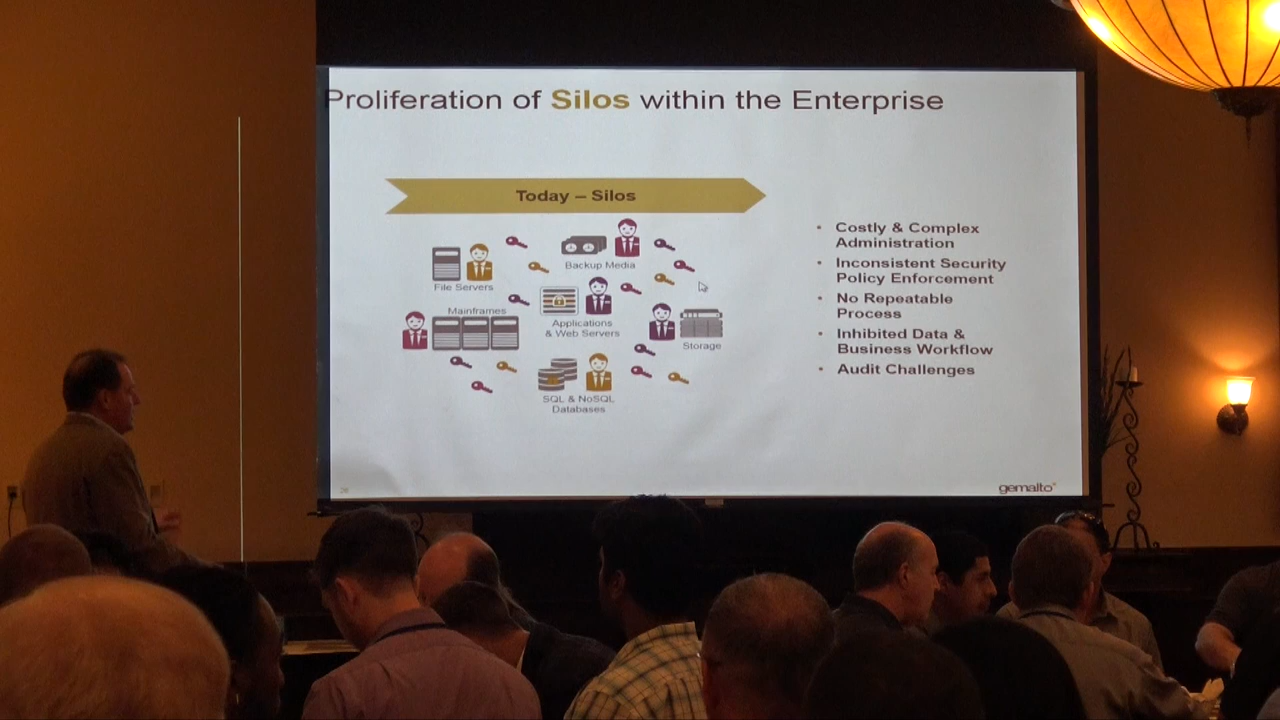 Proliferation of Silos within the Enterprise
Today – Silos
Backup Media
File Servers
Mainframes
Applications
& Web Servers
Storage
SQL & NoSQL
Databases
• Costly & Complex
Administration
• Inconsistent Security
Policy Enforcement
• No Repeatable
Process
• Inhibited Data &
Business Workflow
• Audit Challenges
gemalto